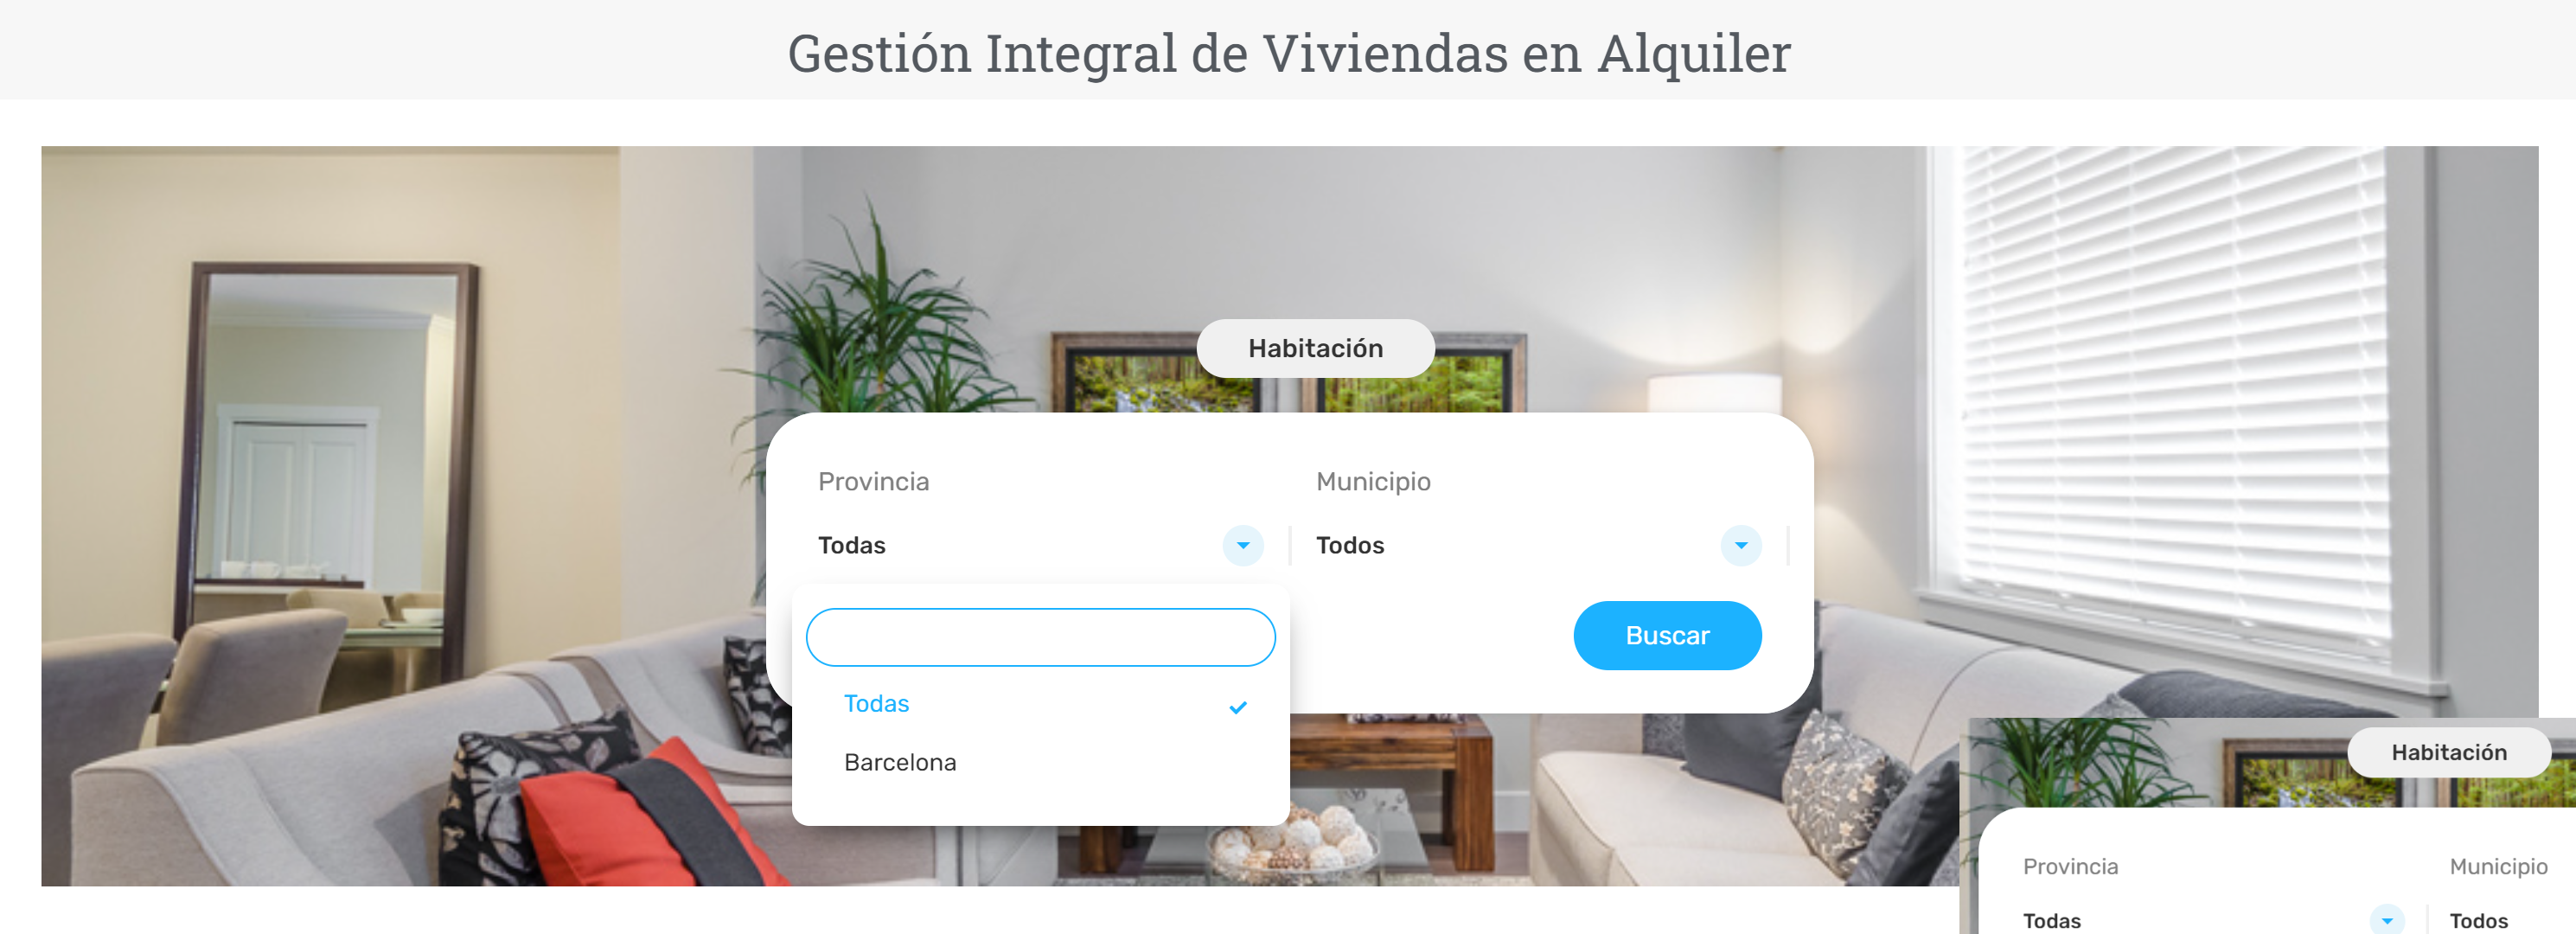 Gestión Integral de Viviendas en Alquiler
Habitación
Provincia
Municipio
Todas
Todos
Buscar
Todas
Barcelona
Habitación
Provincia
Municipio
Todas
Todos